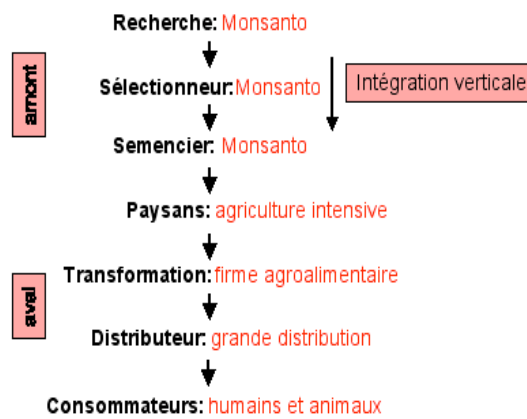 Recherche: Monsanto
amont
Sélectionneur: Monsanto
Intégration verticale
Semencier: Monsanto
Paysans: agriculture intensive
Transformation: firme agroalimentaire
aval
Distributeur: grande distribution
Consommateurs: humains et animaux